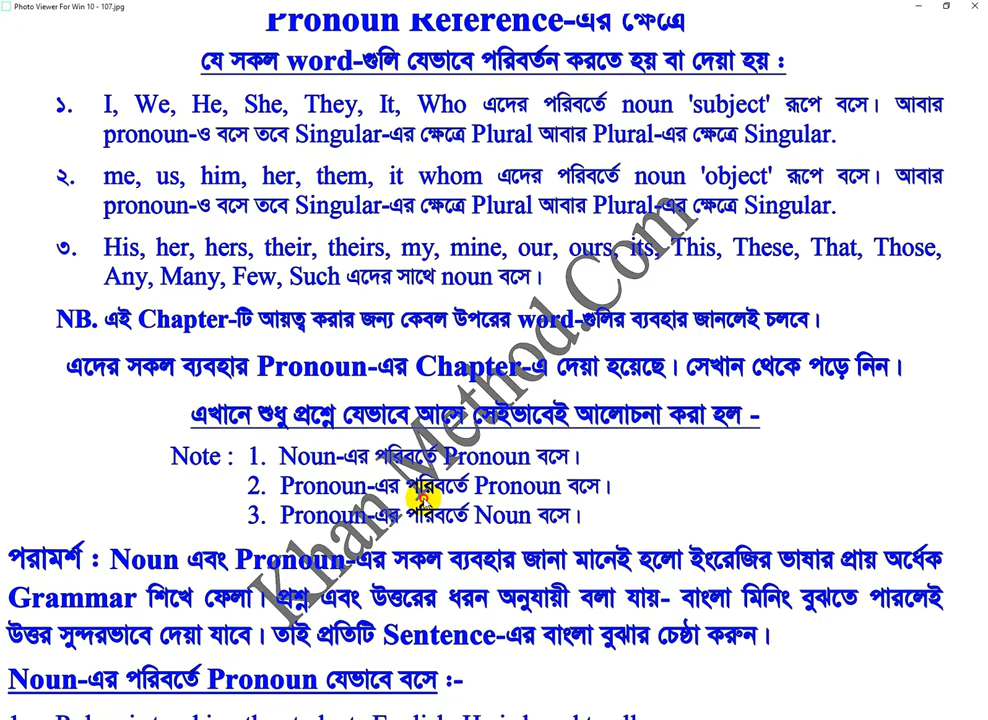 Photo Viewer For Win 10 - 107.jpg
Pronoun Reference-এর ক্ষেত্রে
যে সকল word-গুলি যেভাবে পরিবর্তন করতে হয় বা দেয়া হয় :
১. I, We, He, She, They, It, Who এদের পরিবর্তে noun 'subject' রূপে বসে। আবার
pronoun-ও বসে তবে Singular-এর ক্ষেত্রে Plural আবার Plural-এর ক্ষেত্রে Singular.
২. me, us, him, her, them, it whom এদের পরিবর্তে noun 'object' রূপে বসে। আবার
pronoun-ও বসে তবে Singular-এর ক্ষেত্রে Plural আবার Plural-এর ক্ষেত্রে Singular.
৩. His, her, hers, their, theirs, my, mine, our, ours, its, This, These, That, Those,
Any, Many, Few, Such এদের সাথে noun বসে।
NB. এই Chapter-টি আয়ত্ব করার জন্য কেবল উপরের word-গুলির ব্যবহার জানলেই চলবে।
এদের সকল ব্যবহার Pronoun-এর Chapter-এ দেয়া হয়েছে। সেখান থেকে পড়ে নিন।
এখানে শুধু প্রশ্নে যেভাবে আসে সেইভাবেই আলোচনা করা হল -
Note : 1. Noun-এর পরিবর্তে Pronoun বসে।
2. Pronoun-এর পরিবর্তে Pronoun বসে।
3. Pronoun-এর পরিবর্তে Noun বসে।
পরামর্শ : Noun এবং Pronoun-এর সকল ব্যবহার জানা মানেই হলো ইংরেজির ভাষার প্রায় অর্ধেক
Grammar শিখে ফেলা। প্রশ্ন এবং উত্তরের ধরন অনুযায়ী বলা যায়- বাংলা মিনিং বুঝতে পারলেই
উত্তর সুন্দরভাবে দেয়া যাবে। তাই প্রতিটি Sentence-এর বাংলা বুঝার চেষ্ঠা করুন।
Noun-এর পরিবর্তে Pronoun যেভাবে বসে :-
Khan Method.Com